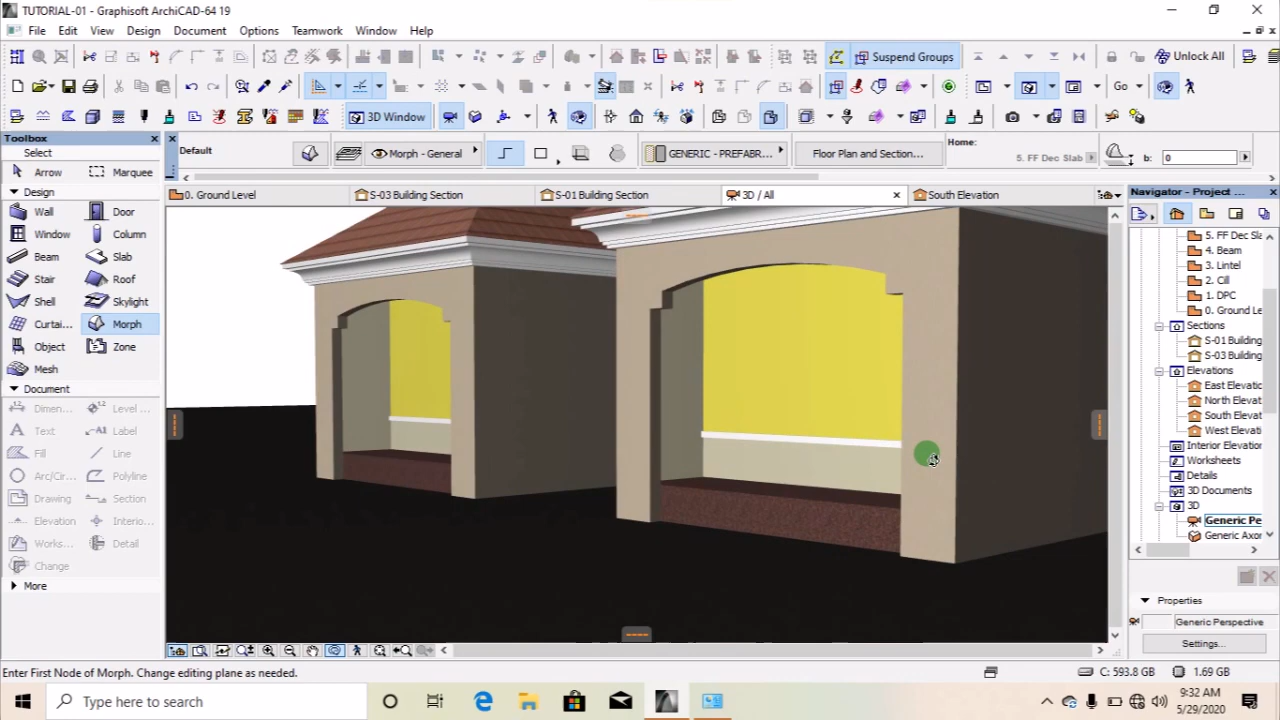 TUTORIAL-01 - Graphisoft ArchiCAD-64 19
File Edit View Design Document Options Teamwork Window Help
Suspend Groups
Unlock All
Go
3D Window
Toolbox
Select
Arrow Marquee
Design
Wall Door
Window Column
Beam Slab
Stair Roof
Shell Skylight
Curtai... Morph
Object Zone
Mesh
Document
Dimen... Level ...
Text Label
Fill Line
Arc/Cir... Polyline
Drawing Section
Elevation Interio...
Works... Detail
Change
More
Default
Morph - General
GENERIC - PREFABR...
Floor Plan and Section...
Home:
5. FF Dec Slab
b: 0
0. Ground Level
S-03 Building Section
S-01 Building Section
3D / All
South Elevation
Navigator - Project ...
5. FF Dec Sla
4. Beam
3. Lintel
2. Cill
1. DPC
0. Ground Le
Sections
S-01 Building
S-03 Building
Elevations
East Elevatio
North Elevat
South Elevat
West Elevati
Interior Elevation
Worksheets
Details
3D Documents
3D
Generic Pe
Generic Axor
Properties
Generic Perspective
Settings...
Enter First Node of Morph. Change editing plane as needed.
C: 593.8 GB
1.69 GB
Type here to search
9:32 AM
5/29/2020